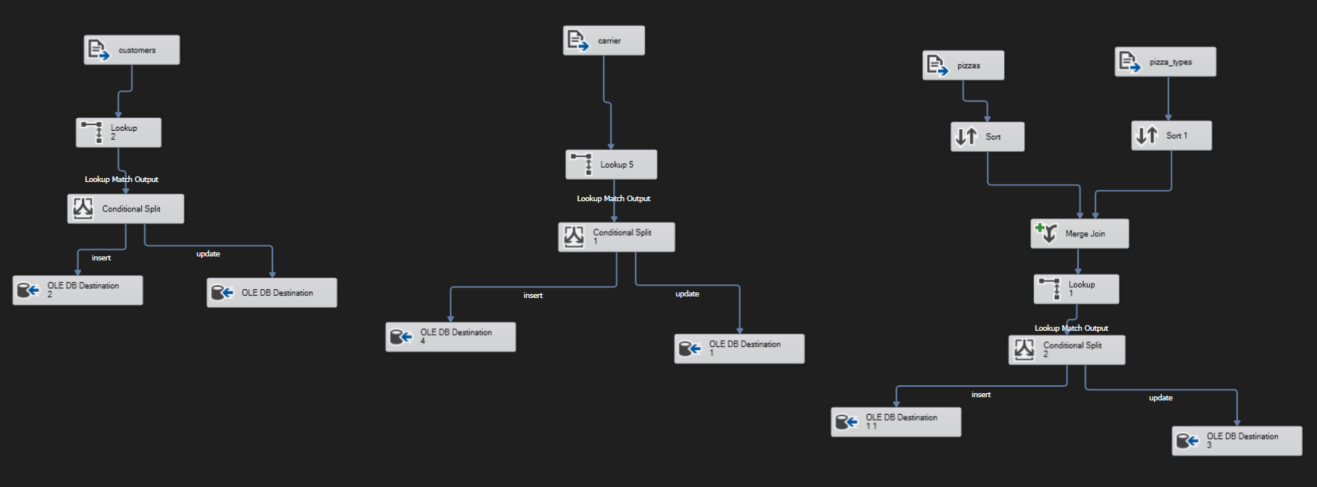 customers
Lookup
2
Lookup Match Output
Conditional Split
insert
update
OLE DB Destination
2
OLE DB Destination
carrier
Lookup 5
Lookup Match Output
Conditional Split
1
insert
update
OLE DB Destination
4
OLE DB Destination
1
pizzas
pizza_types
Sort
Sort 1
Merge Join
Lookup
1
Lookup Match Output
Conditional Split
2
insert
update
OLE DB Destination
1 1
OLE DB Destination
3